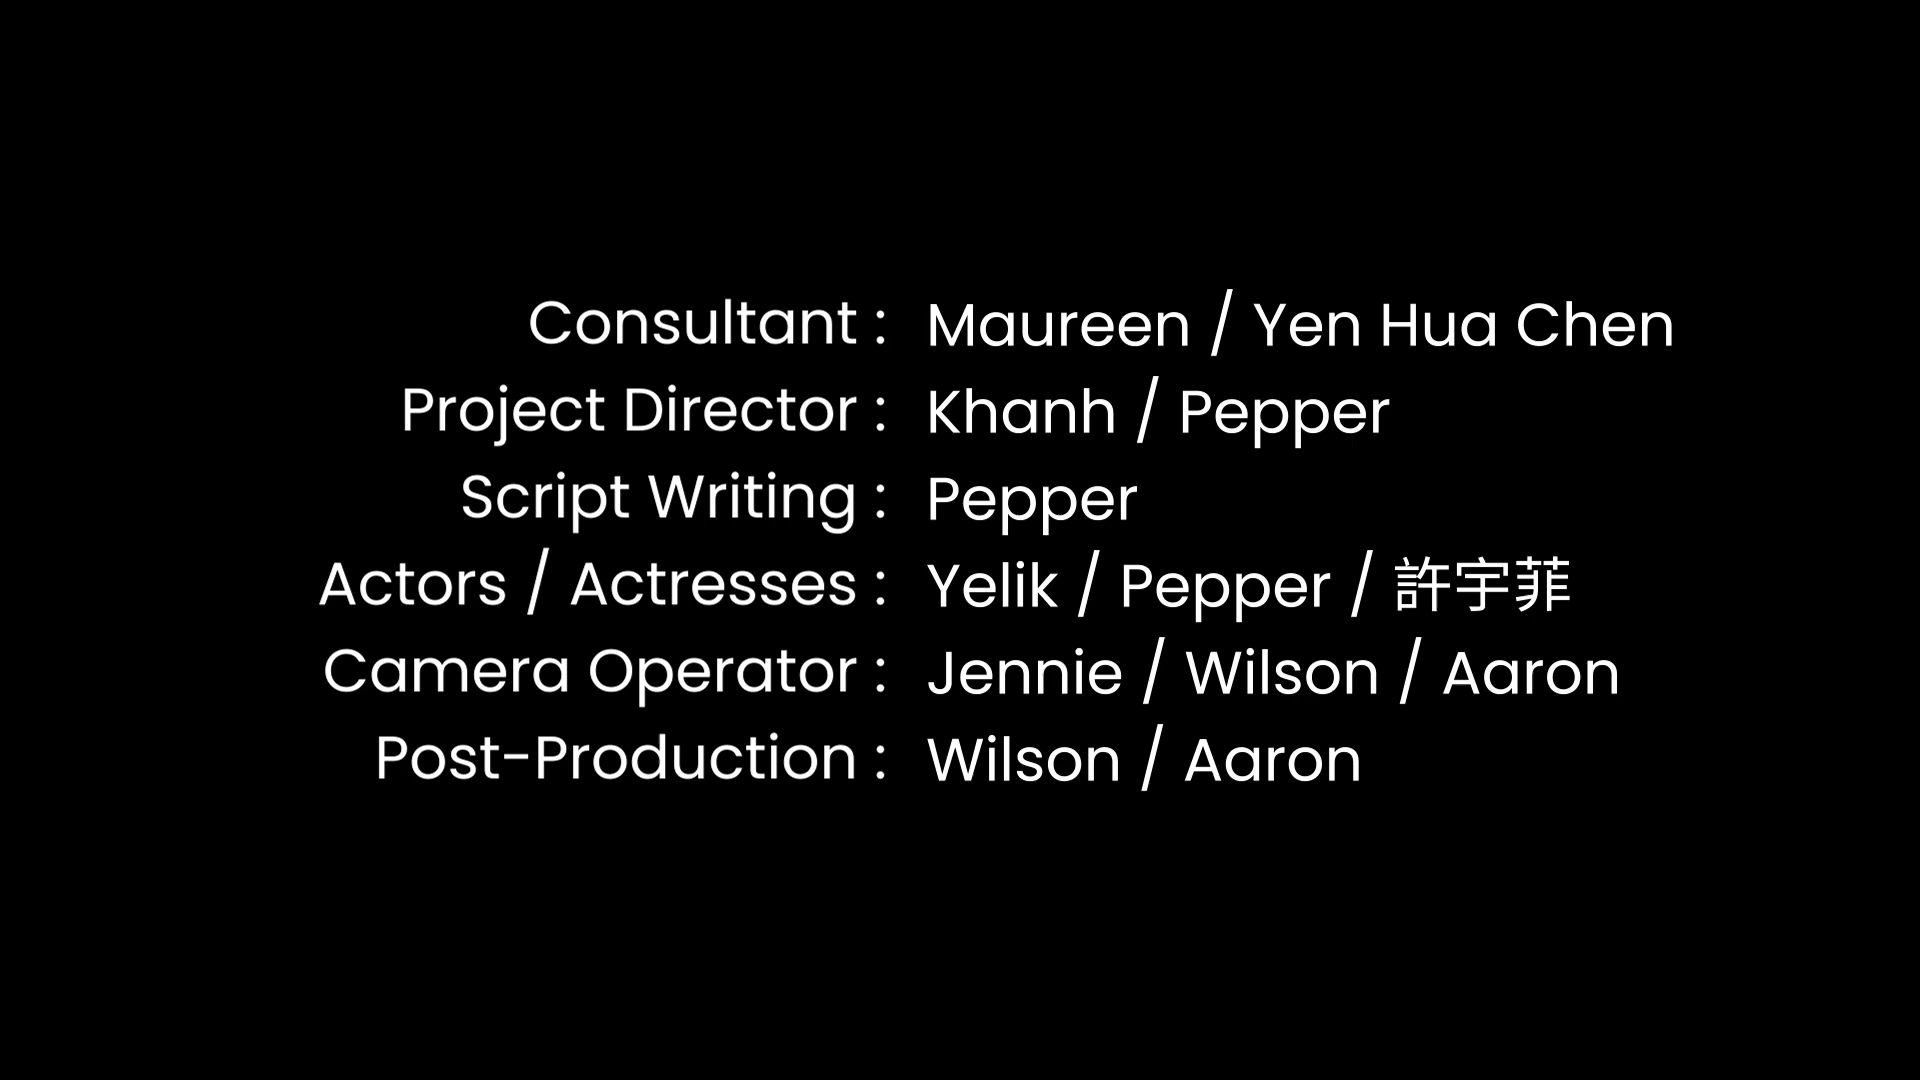 Consultant : Maureen / Yen Hua Chen
Project Director : Khanh / Pepper
Script Writing : Pepper
Actors / Actresses : Yelik / Pepper / 許宇菲
Camera Operator : Jennie / Wilson / Aaron
Post-Production : Wilson / Aaron